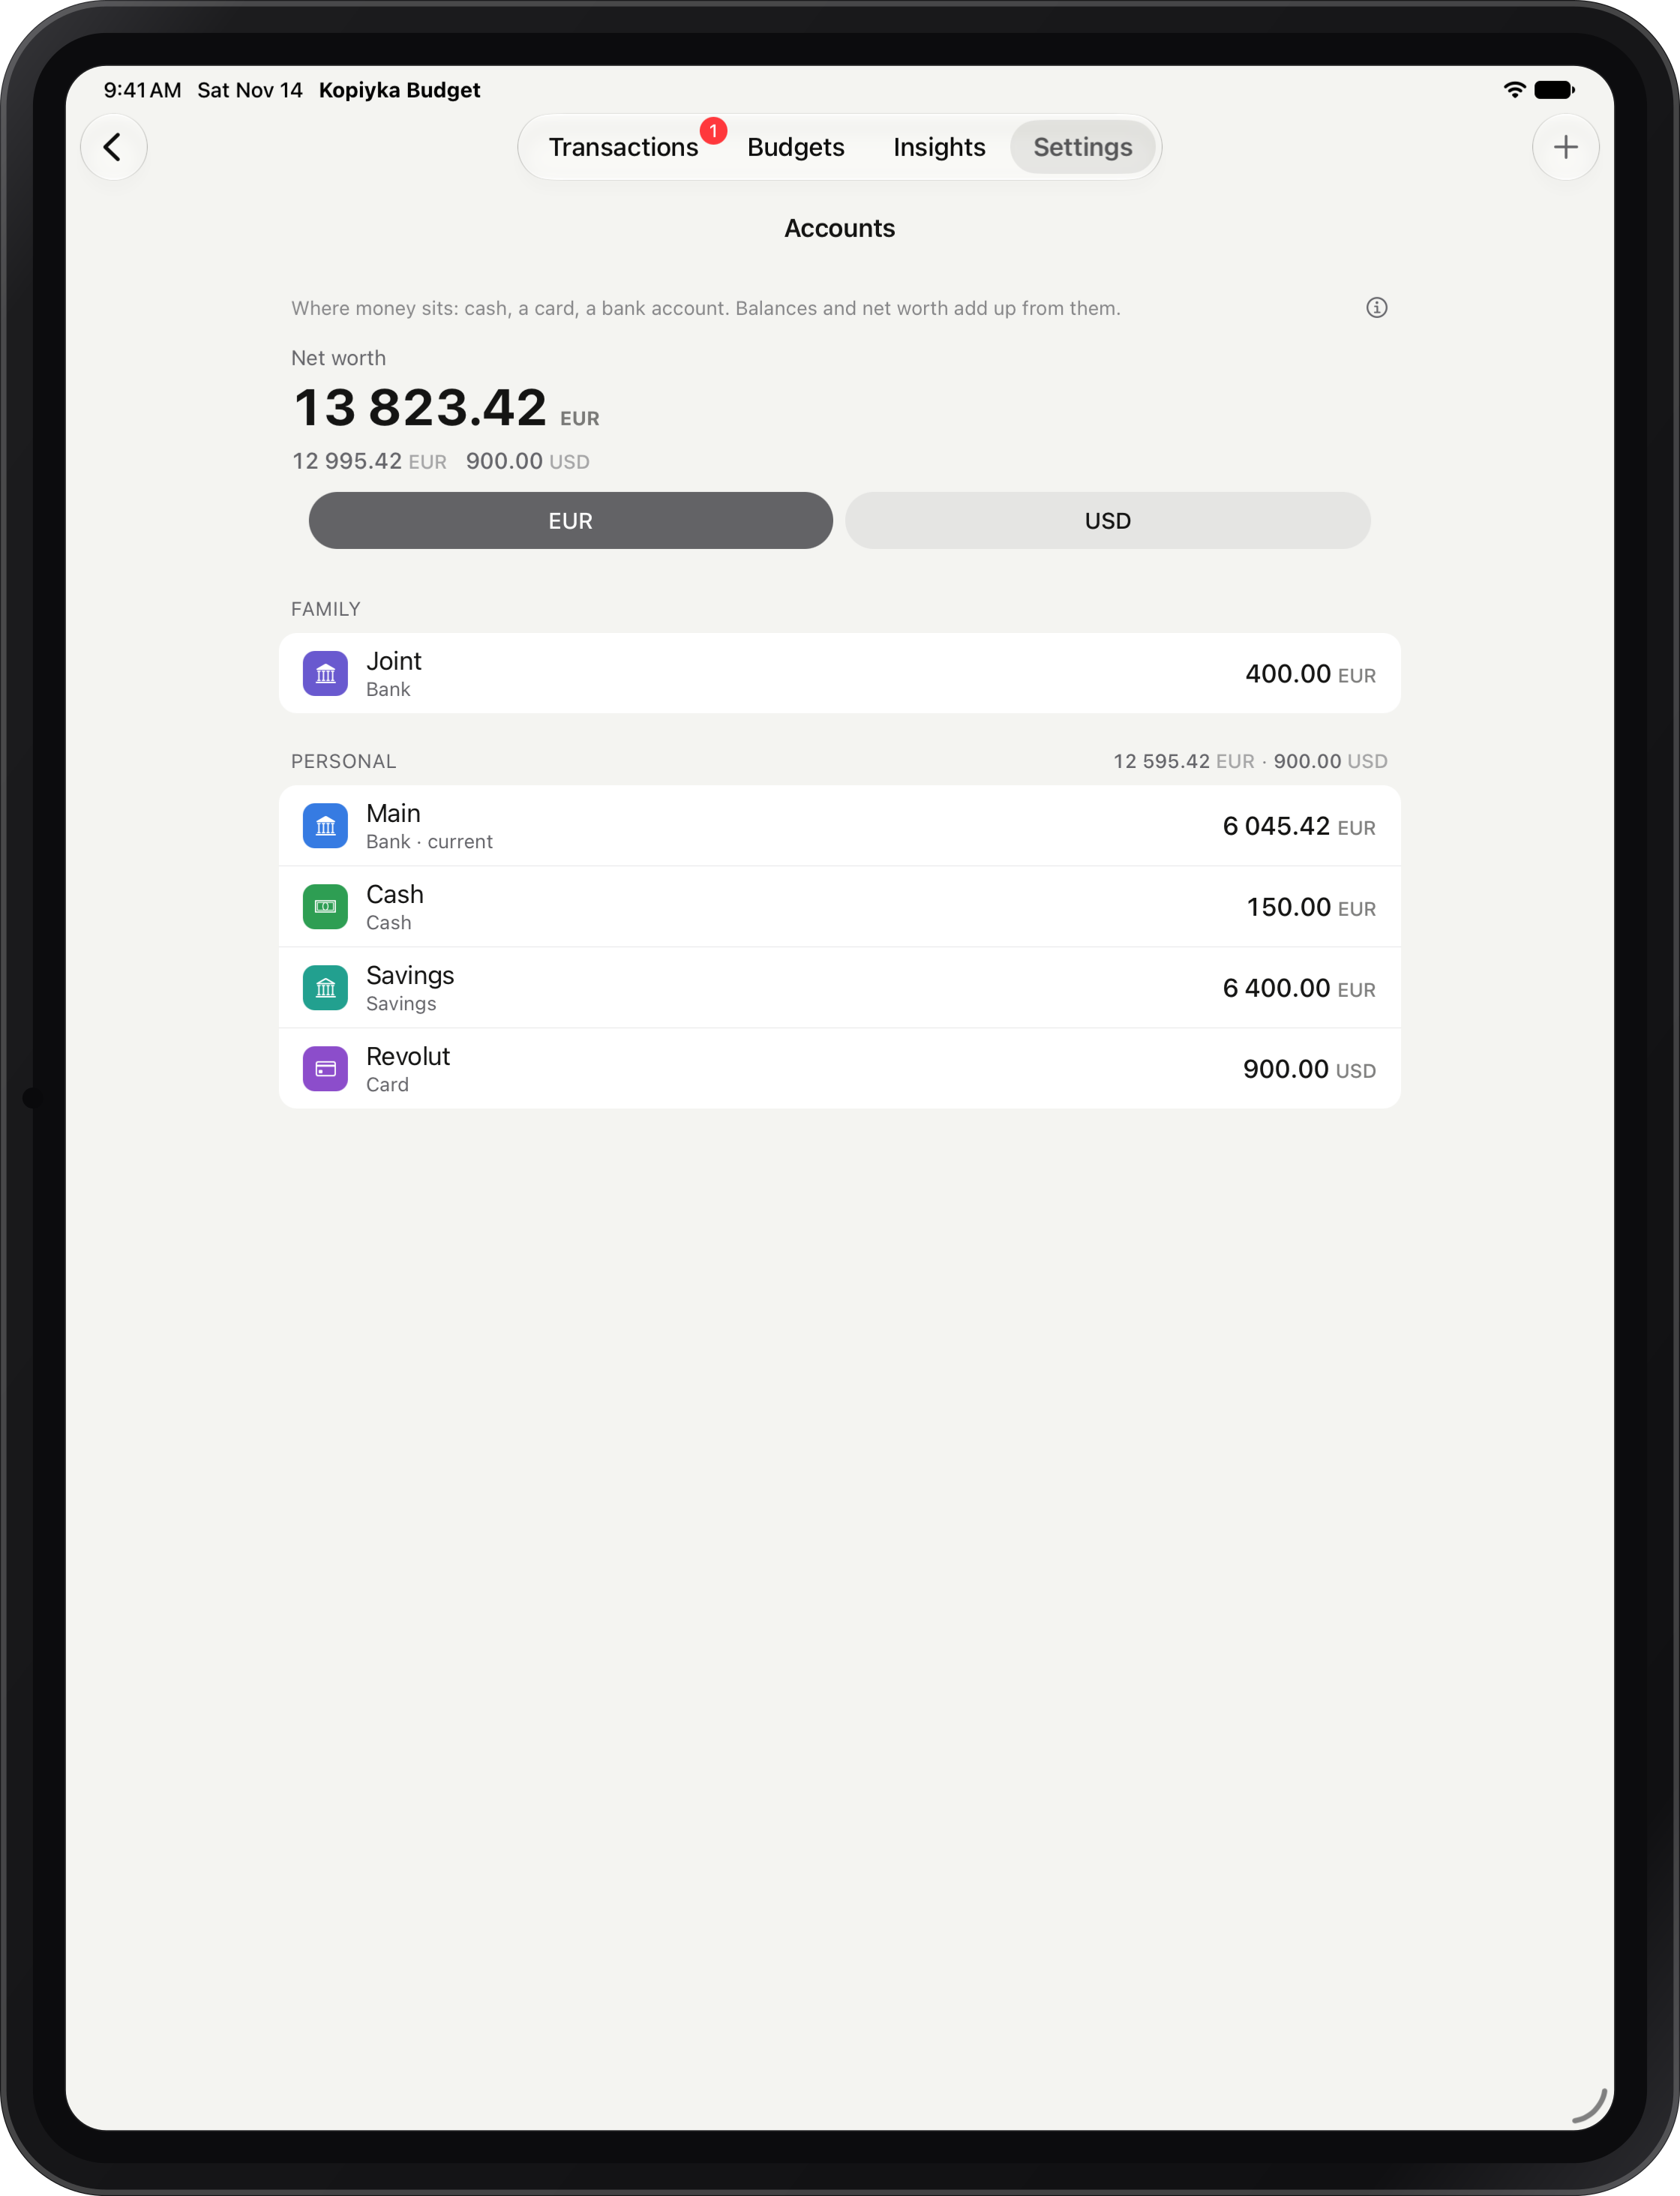 9:41 AM Sat Nov 14 Kopiyka Budget
Transactions 1 Budgets Insights Settings
Accounts
Where money sits: cash, a card, a bank account. Balances and net worth add up from them.
Net worth
13 823.42 EUR
12 995.42 EUR 900.00 USD
EUR USD
FAMILY
Joint
Bank
400.00 EUR
PERSONAL 12 595.42 EUR · 900.00 USD
Main
Bank · current
6 045.42 EUR
Cash
Cash
150.00 EUR
Savings
Savings
6 400.00 EUR
Revolut
Card
900.00 USD